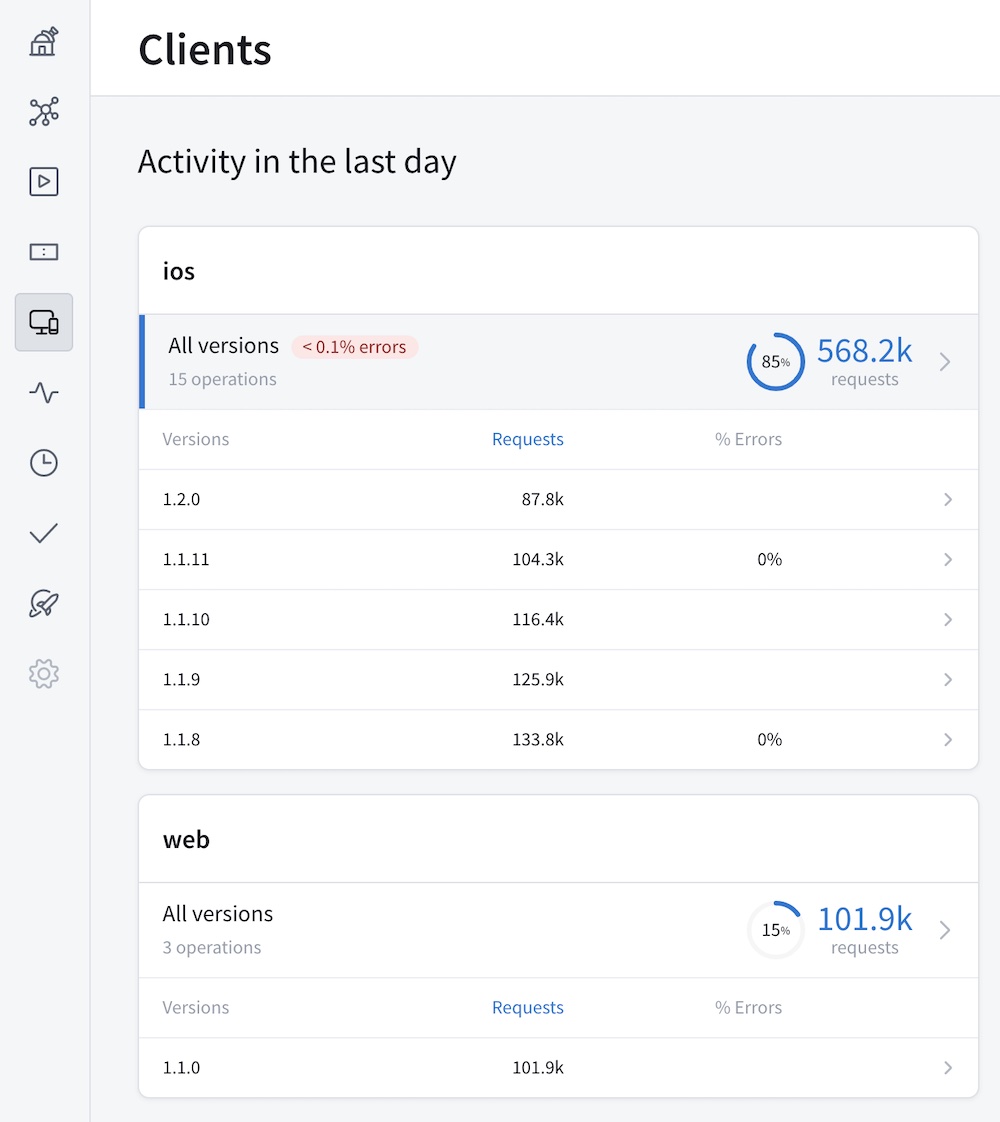 Clients
Activity in the last day
ios
All versions < 0.1% errors
15 operations
85%
568.2k
requests
Versions Requests % Errors
1.2.0 87.8k
1.1.11 104.3k 0%
1.1.10 116.4k
1.1.9 125.9k
1.1.8 133.8k 0%
web
All versions
3 operations
15%
101.9k
requests
Versions Requests % Errors
1.1.0 101.9k